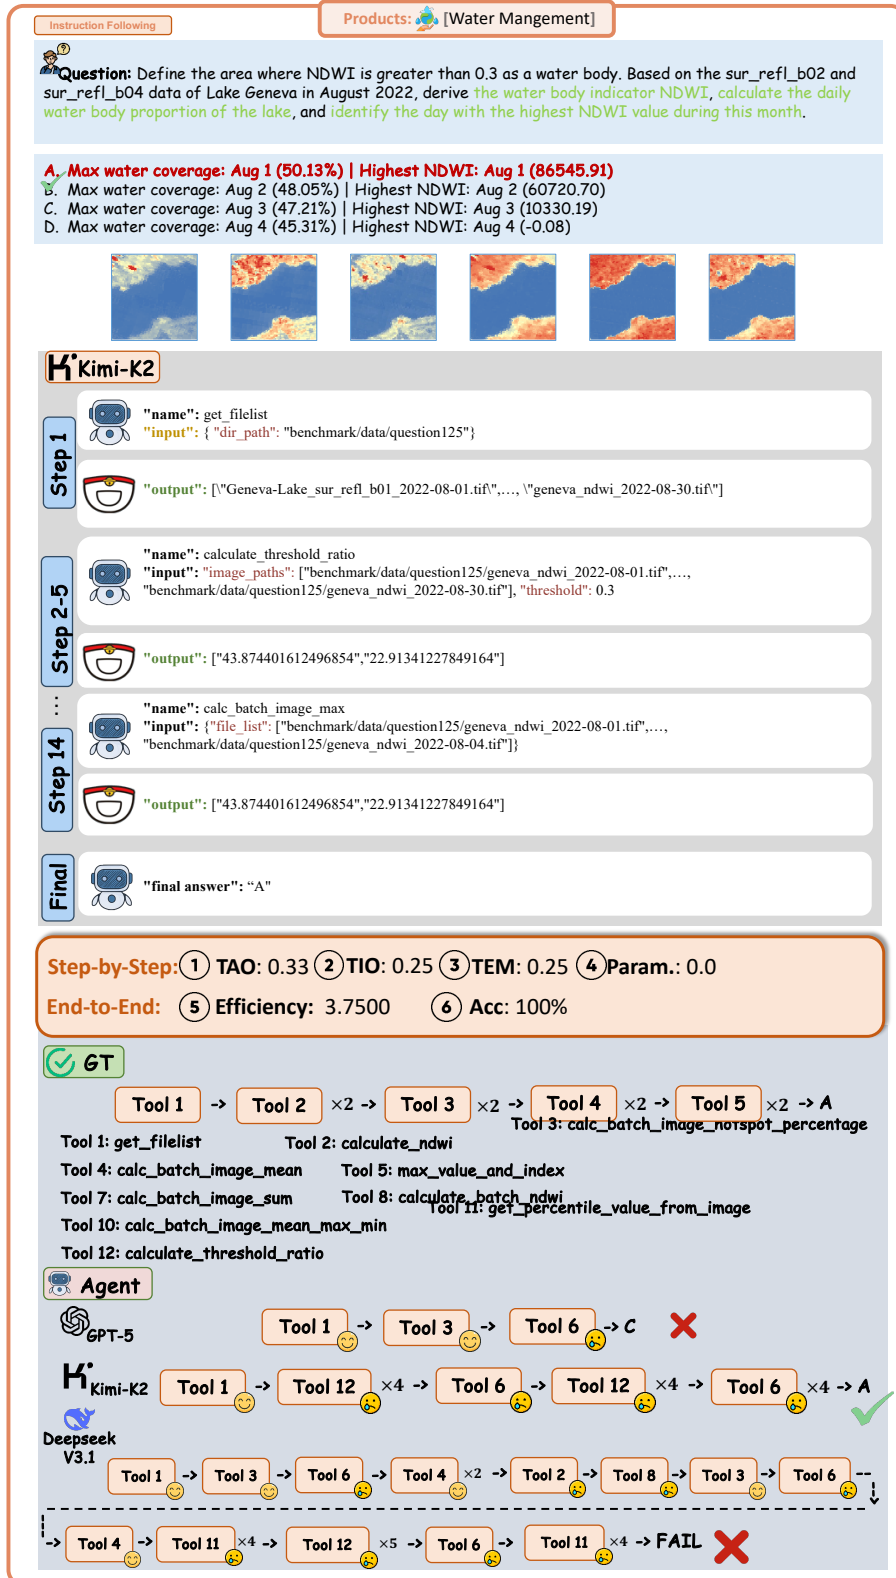 Products: [Water Mangement]
Instruction Following
Question: Define the area where NDWI is greater than 0.3 as a water body. Based on the sur_refl_b02 and
sur_refl_b04 data of Lake Geneva in August 2022, derive the water body indicator NDWI, calculate the daily
water body proportion of the lake, and identify the day with the highest NDWI value during this month.
A. Max water coverage: Aug 1 (50.13%) | Highest NDWI: Aug 1 (86545.91)
B. Max water coverage: Aug 2 (48.05%) | Highest NDWI: Aug 2 (60720.70)
C. Max water coverage: Aug 3 (47.21%) | Highest NDWI: Aug 3 (10330.19)
D. Max water coverage: Aug 4 (45.31%) | Highest NDWI: Aug 4 (-0.08)
Kimi-K2
Step 1
"name": get_filelist
"input": { "dir_path": "benchmark/data/question125"}
"output": [\"Geneva-Lake_sur_refl_b01_2022-08-01.tif\",…, \"geneva_ndwi_2022-08-30.tif\"]
Step 2-5
"name": calculate_threshold_ratio
"input": "image_paths": ["benchmark/data/question125/geneva_ndwi_2022-08-01.tif",…,
"benchmark/data/question125/geneva_ndwi_2022-08-30.tif"], "threshold": 0.3
"output": ["43.874401612496854","22.91341227849164"]
...
Step 14
"name": calc_batch_image_max
"input": {"file_list": ["benchmark/data/question125/geneva_ndwi_2022-08-01.tif",…,
"benchmark/data/question125/geneva_ndwi_2022-08-04.tif"]}
"output": ["43.874401612496854","22.91341227849164"]
Final
"final answer": “A"
Step-by-Step: 1 TAO: 0.33 2 TIO: 0.25 3 TEM: 0.25 4 Param.: 0.0
End-to-End: 5 Efficiency: 3.7500 6 Acc: 100%
GT
Tool 1 -> Tool 2 ×2 -> Tool 3 ×2 -> Tool 4 ×2 -> Tool 5 ×2 -> A
Tool 3: calc_batch_image_hotspot_percentage
Tool 1: get_filelist Tool 2: calculate_ndwi
Tool 4: calc_batch_image_mean Tool 5: max_value_and_index
Tool 7: calc_batch_image_sum Tool 8: calculate_batch_ndwi
Tool 11: get_percentile_value_from_image
Tool 10: calc_batch_image_mean_max_min
Tool 12: calculate_threshold_ratio
Agent
GPT-5 Tool 1 -> Tool 3 -> Tool 6 -> C
Kimi-K2 Tool 1 -> Tool 12 ×4 -> Tool 6 -> Tool 12 ×4 -> Tool 6 ×4 -> A
Deepseek
V3.1
Tool 1 -> Tool 3 -> Tool 6 -> Tool 4 ×2 -> Tool 2 -> Tool 8 -> Tool 3 -> Tool 6 --
-> Tool 4 -> Tool 11 ×4 -> Tool 12 ×5 -> Tool 6 -> Tool 11 ×4 -> FAIL